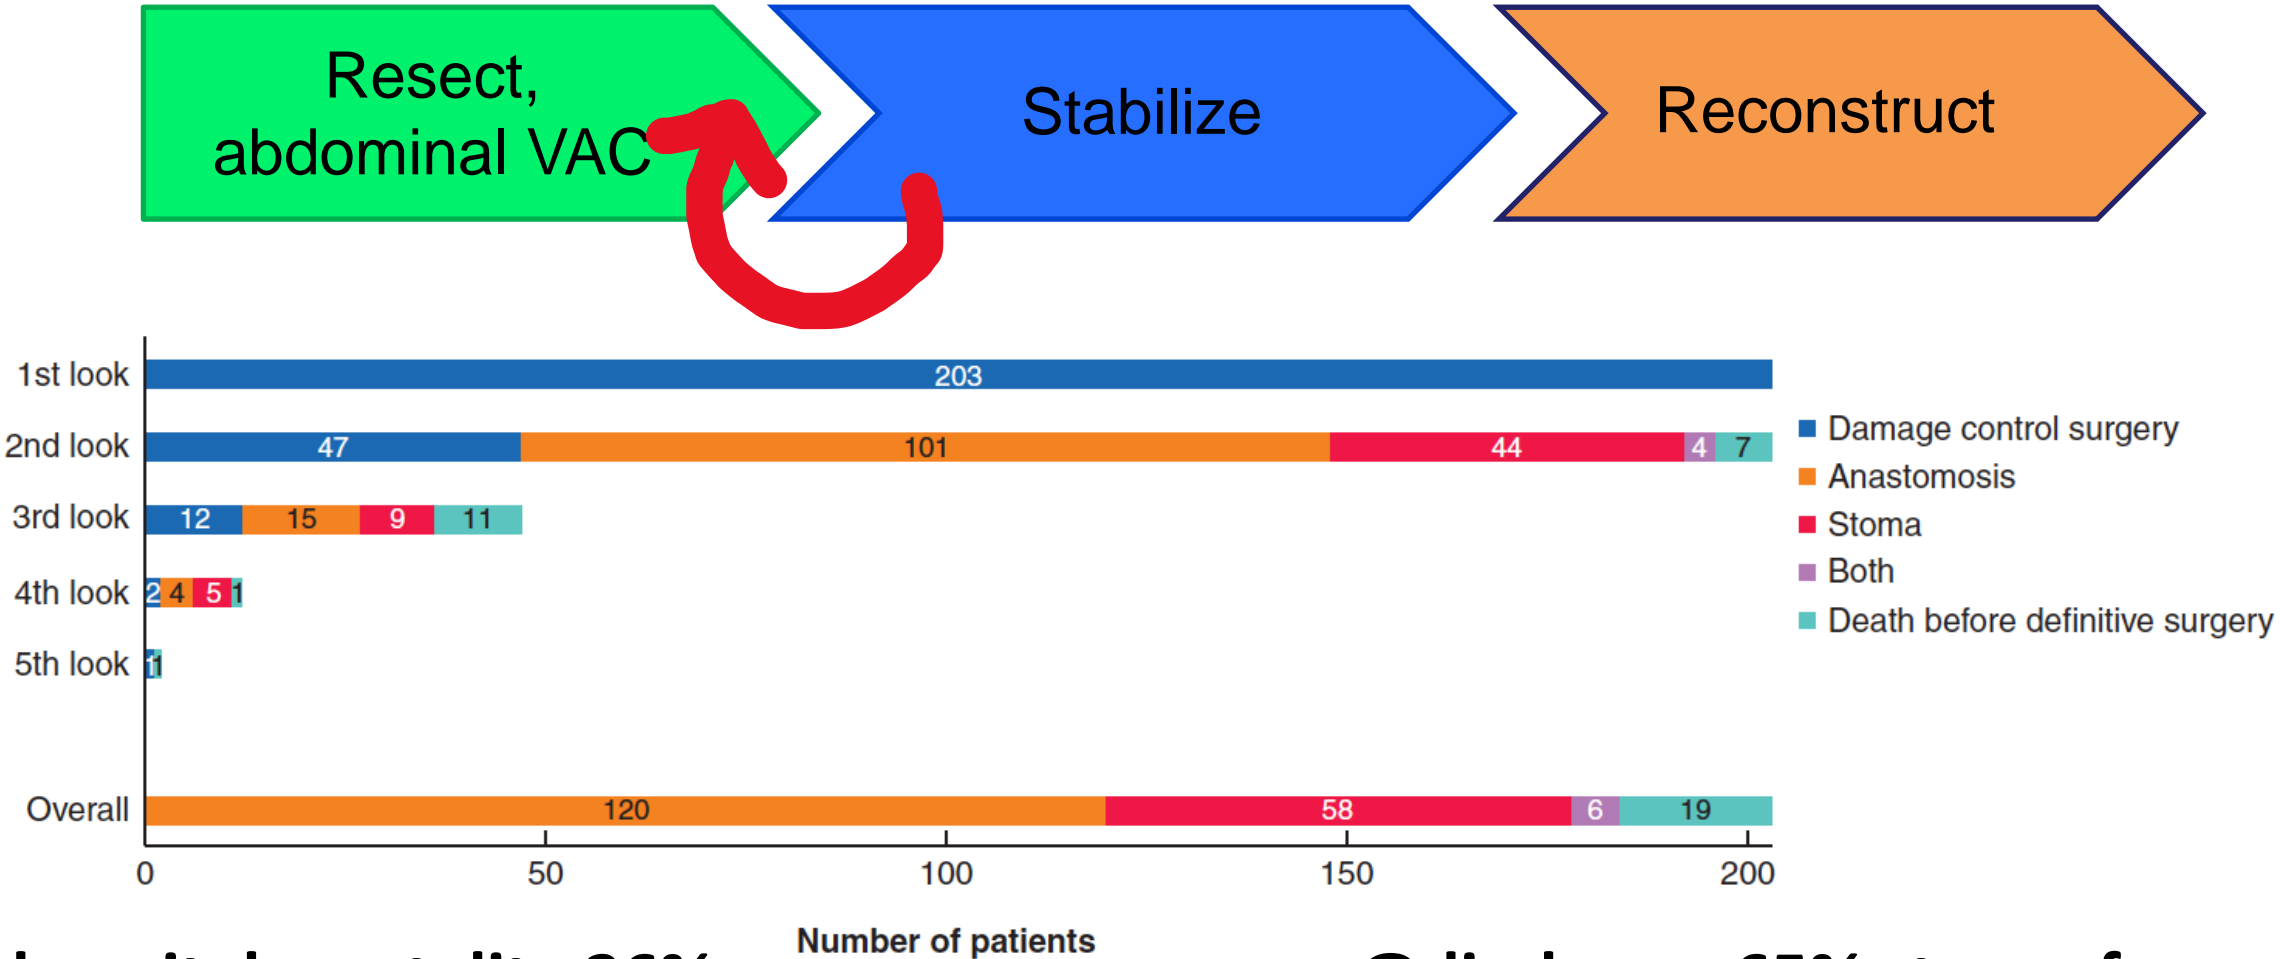 Resect,
abdominal VAC
Stabilize
Reconstruct
1st look
203
2nd look
47 101 44 4 7
3rd look
12 15 9 11
4th look
2 4 5 1
5th look
1 1
Overall
120 58 6 19
0 50 100 150 200
Number of patients
Damage control surgery
Anastomosis
Stoma
Both
Death before definitive surgery